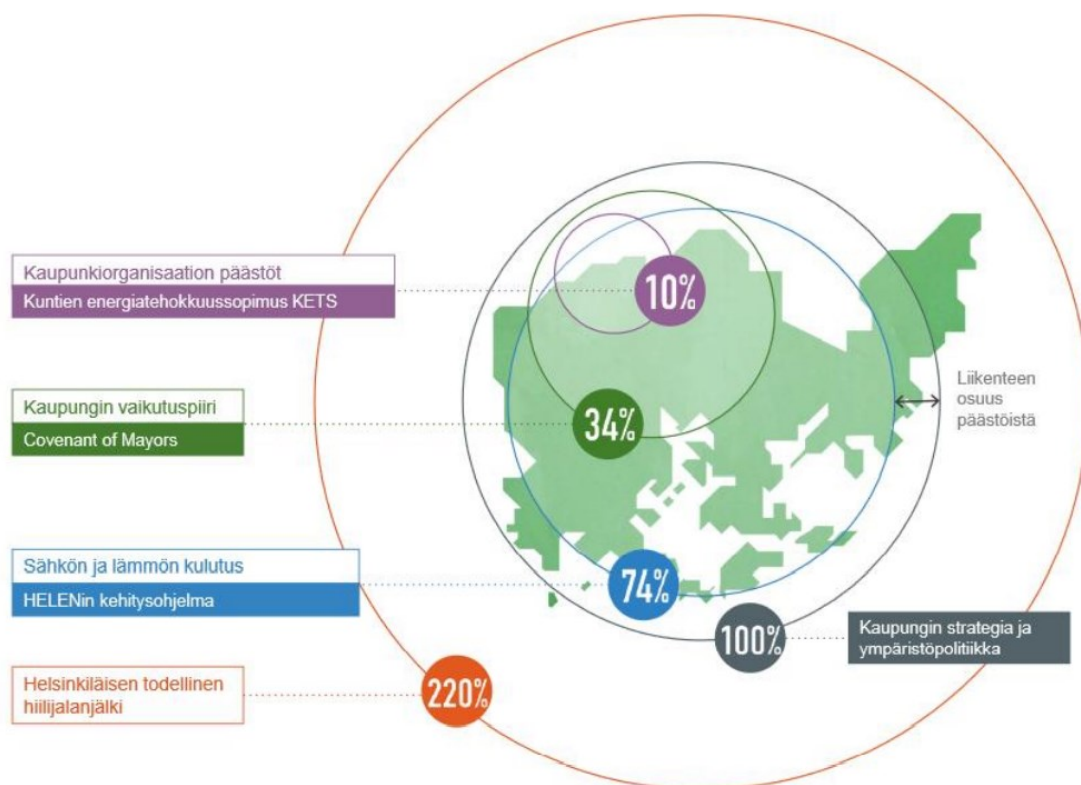 Kaupunkiorganisaation päästöt
Kuntien energiatehokkuussopimus KETS
10%
Kaupungin vaikutuspiiri
Covenant of Mayors
34%
Liikenteen
osuus
päästöistä
Sähkön ja lämmön kulutus
HELENin kehitysohjelma
74%
100%
Kaupungin strategia ja
ympäristöpolitiikka
Helsinkiläisen todellinen
hiilijalanjälki
220%